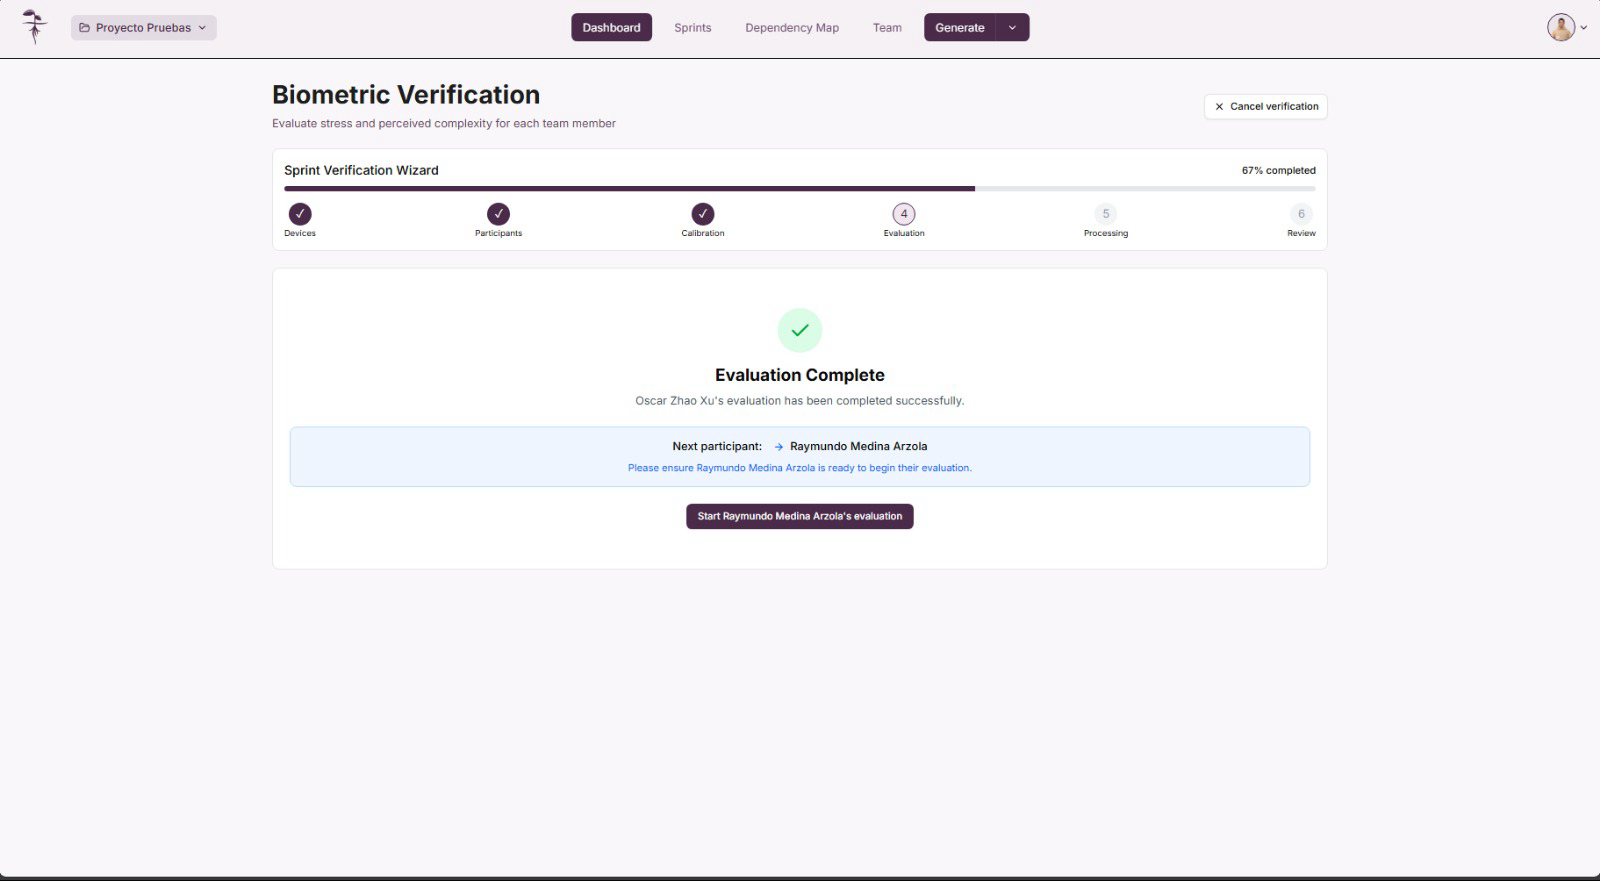 Proyecto Pruebas
Dashboard
Sprints
Dependency Map
Team
Generate
Biometric Verification
Evaluate stress and perceived complexity for each team member
Cancel verification
Sprint Verification Wizard
67% completed
4
5
6
Devices
Participants
Calibration
Evaluation
Processing
Review
Evaluation Complete
Oscar Zhao Xu's evaluation has been completed successfully.
Next participant: → Raymundo Medina Arzola
Please ensure Raymundo Medina Arzola is ready to begin their evaluation.
Start Raymundo Medina Arzola's evaluation